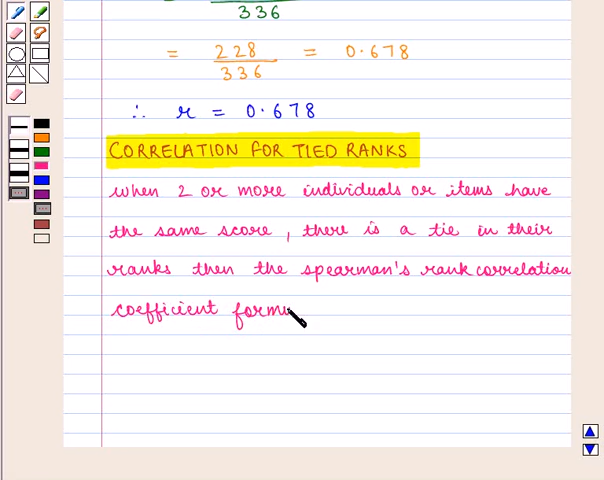 336
= 228/336 = 0.678
∴ r = 0.678
CORRELATION FOR TIED RANKS
When 2 or more individuals or items have
the same score, there is a tie in their
ranks then the spearman's rank correlation
coefficient formu